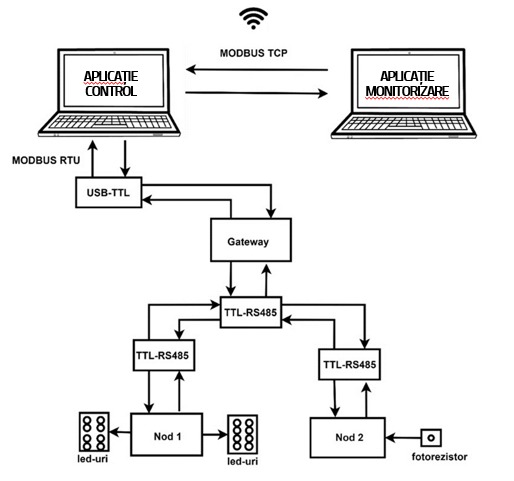 MODBUS TCP
APLICAȚIE
CONTROL
APLICAȚIE
MONITORIZARE
MODBUS RTU
USB-TTL
Gateway
TTL-RS485
TTL-RS485
TTL-RS485
Nod 1
Nod 2
led-uri
led-uri
fotorezistor